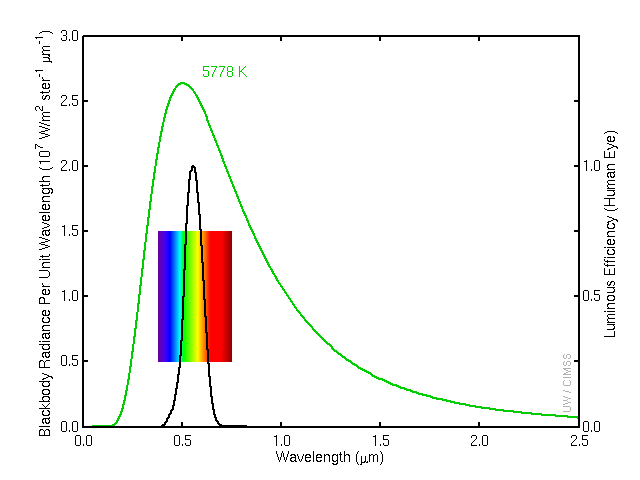 Blackbody Radiance Per Unit Wavelength (10⁷ W/m² ster⁻¹ μm⁻¹)
3.0
2.5
2.0
1.5
1.0
0.5
0.0
5778 K
1.0
0.5
0.0
Luminous Efficiency (Human Eye)
UW / CIMSS
0.0 0.5 1.0 1.5 2.0 2.5
Wavelength (μm)